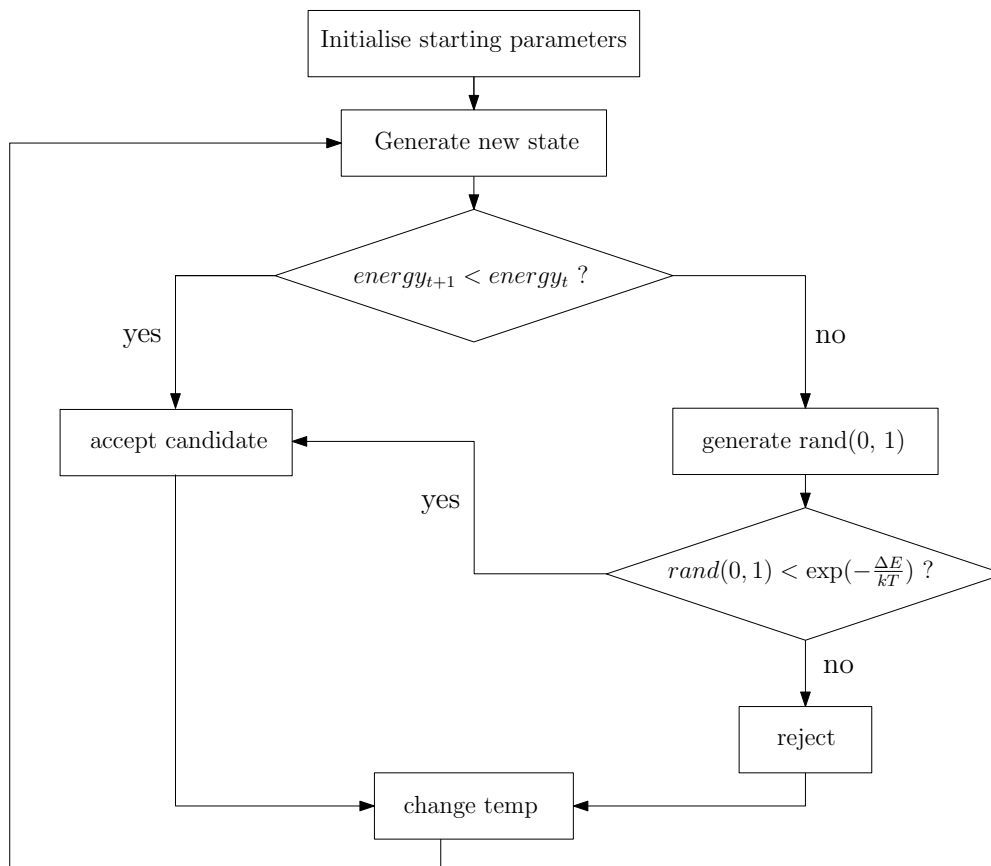 Initialise starting parameters
Generate new state
energy_{t+1} < energy_t ?
yes
no
accept candidate
generate rand(0, 1)
yes
rand(0, 1) < exp(−\frac{ΔE}{kT}) ?
no
reject
change temp